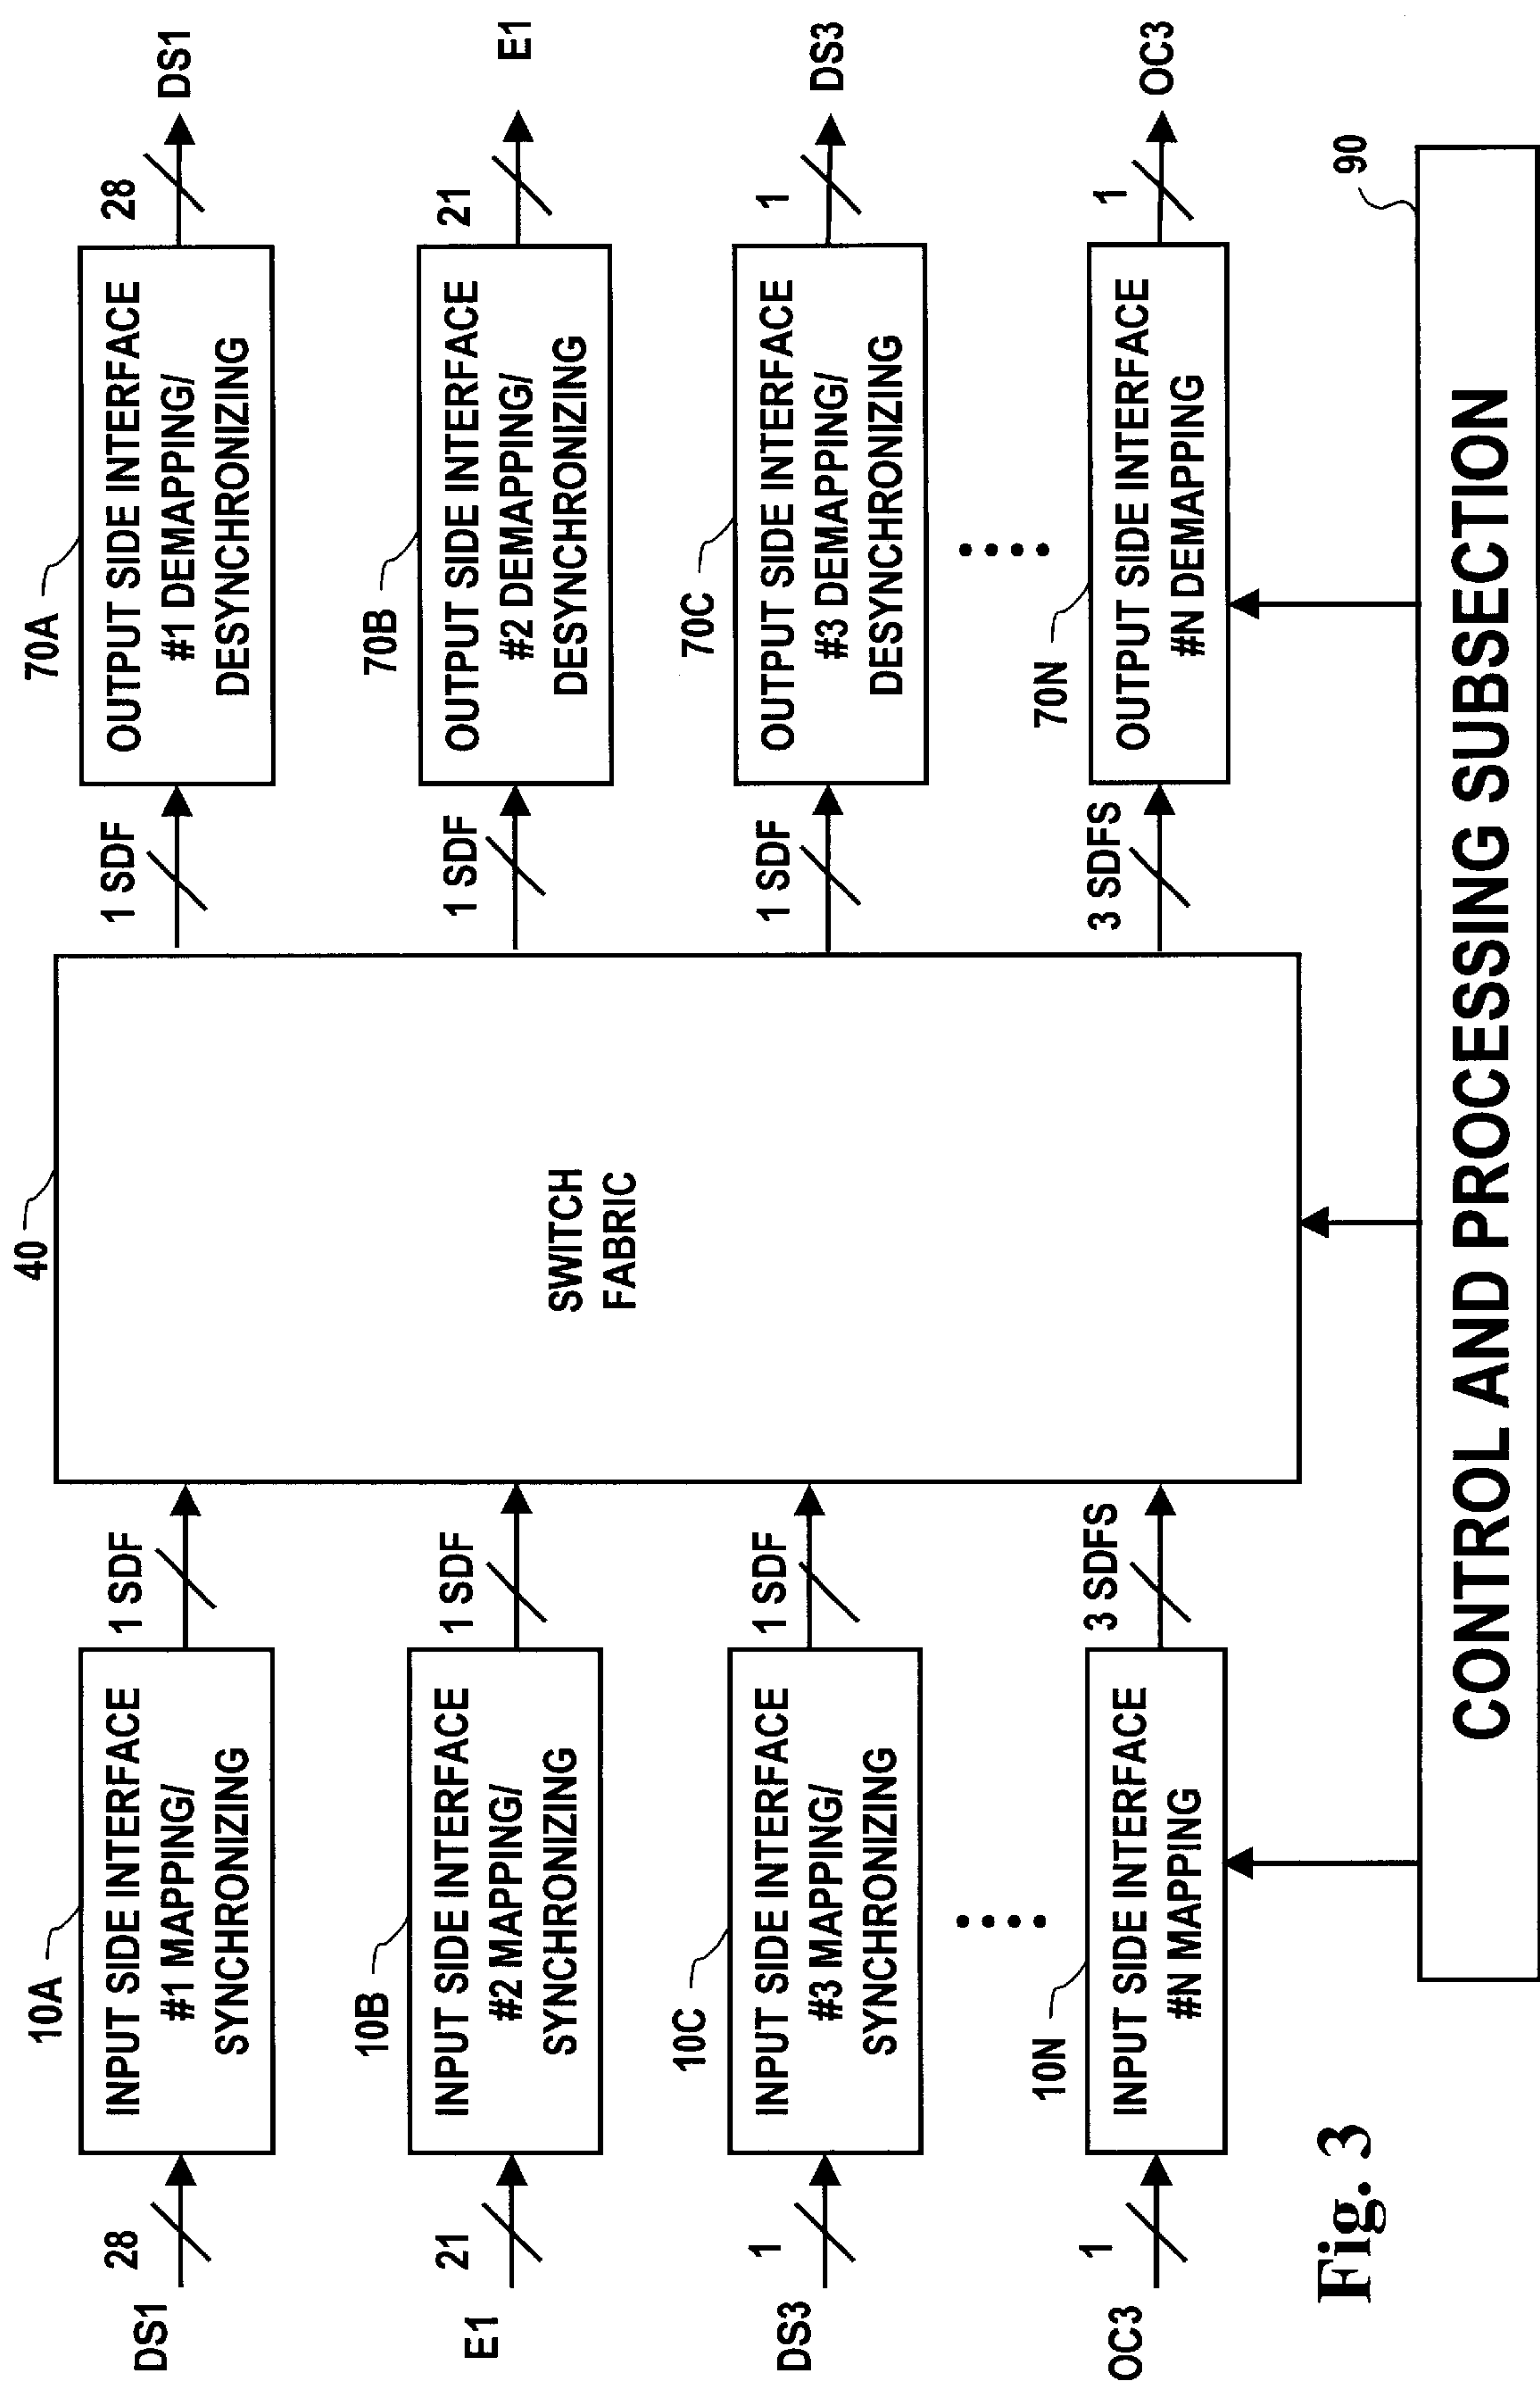 DS1
28
10A
INPUT SIDE INTERFACE
#1 MAPPING/
SYNCHRONIZING
1 SDF
E1
21
10B
INPUT SIDE INTERFACE
#2 MAPPING/
SYNCHRONIZING
1 SDF
DS3
1
10C
INPUT SIDE INTERFACE
#3 MAPPING/
SYNCHRONIZING
1 SDF
OC3
1
10N
INPUT SIDE INTERFACE
#N MAPPING
3 SDFS
40
SWITCH
FABRIC
1 SDF
70A
OUTPUT SIDE INTERFACE
#1 DEMAPPING/
DESYNCHRONIZING
28
DS1
1 SDF
70B
OUTPUT SIDE INTERFACE
#2 DEMAPPING/
DESYNCHRONIZING
21
E1
1 SDF
70C
OUTPUT SIDE INTERFACE
#3 DEMAPPING/
DESYNCHRONIZING
1
DS3
3 SDFS
70N
OUTPUT SIDE INTERFACE
#N DEMAPPING
1
OC3
90
CONTROL AND PROCESSING SUBSECTION
Fig. 3